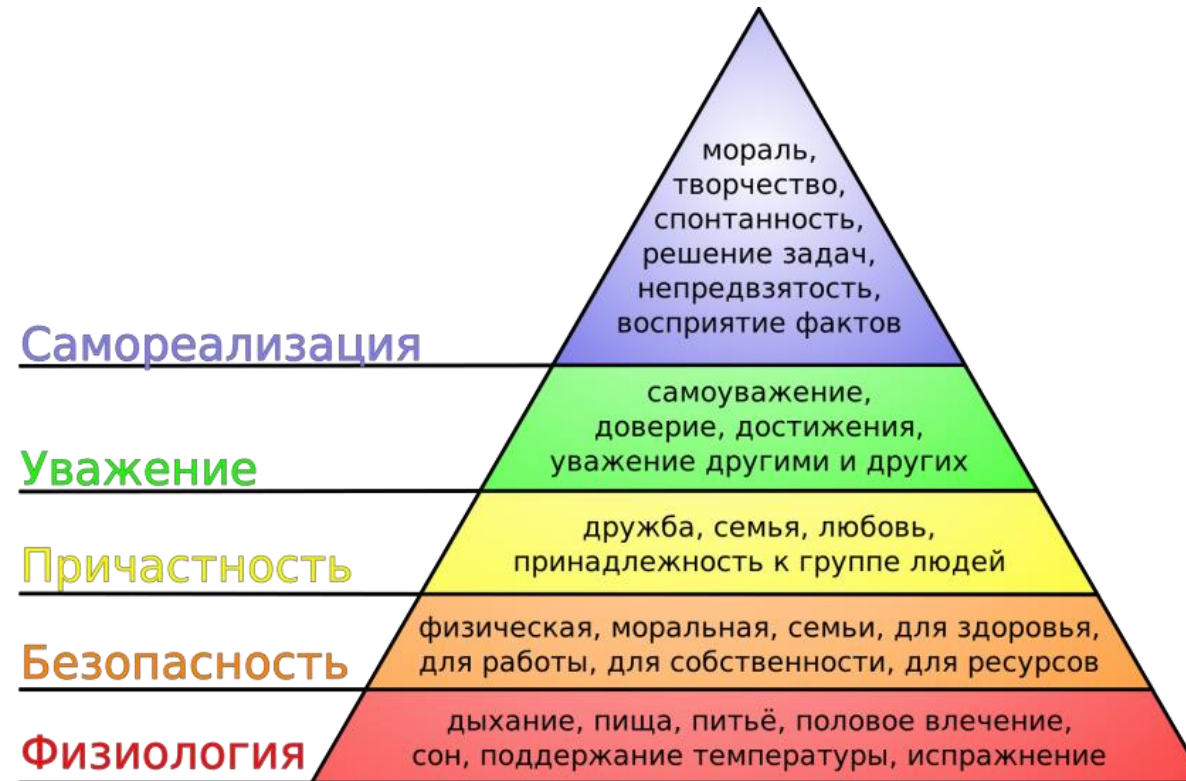 мораль,
творчество,
спонтанность,
решение задач,
непредвзятость,
восприятие фактов
Самореализация
самоуважение,
доверие, достижения,
уважение другими и других
Уважение
дружба, семья, любовь,
принадлежность к группе людей
Причастность
физическая, моральная, семьи, для здоровья,
для работы, для собственности, для ресурсов
Безопасность
дыхание, пища, питьё, половое влечение,
сон, поддержание температуры, испражнение
Физиология